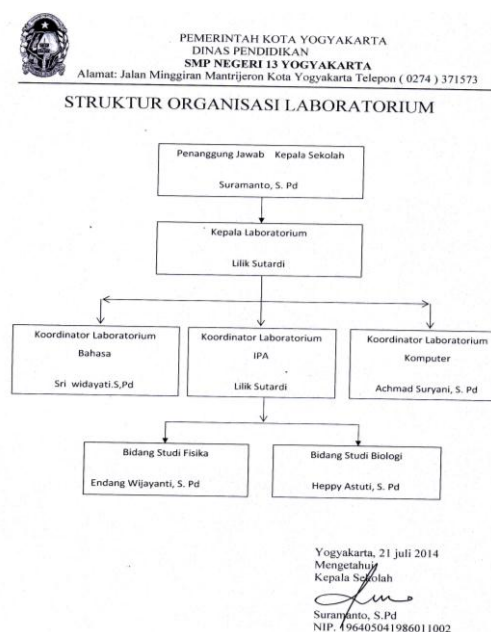 PEMERINTAH KOTA YOGYAKARTA
DINAS PENDIDIKAN
SMP NEGERI 13 YOGYAKARTA
Alamat: Jalan Minggiran Mantrijeron Kota Yogyakarta Telepon ( 0274 ) 371573
STRUKTUR ORGANISASI LABORATORIUM
Penanggung Jawab Kepala Sekolah
Suramanto, S. Pd
Kepala Laboratorium
Lilik Sutardi
Koordinator Laboratorium
Bahasa
Sri widayati.S,Pd
Koordinator Laboratorium
IPA
Lilik Sutardi
Koordinator Laboratorium
Komputer
Achmad Suryani, S. Pd
Bidang Studi Fisika
Endang Wijayanti, S. Pd
Bidang Studi Biologi
Heppy Astuti, S. Pd
Yogyakarta, 21 juli 2014
Mengetahui
Kepala Sekolah
Suramanto, S.Pd
NIP. 196405041986011002